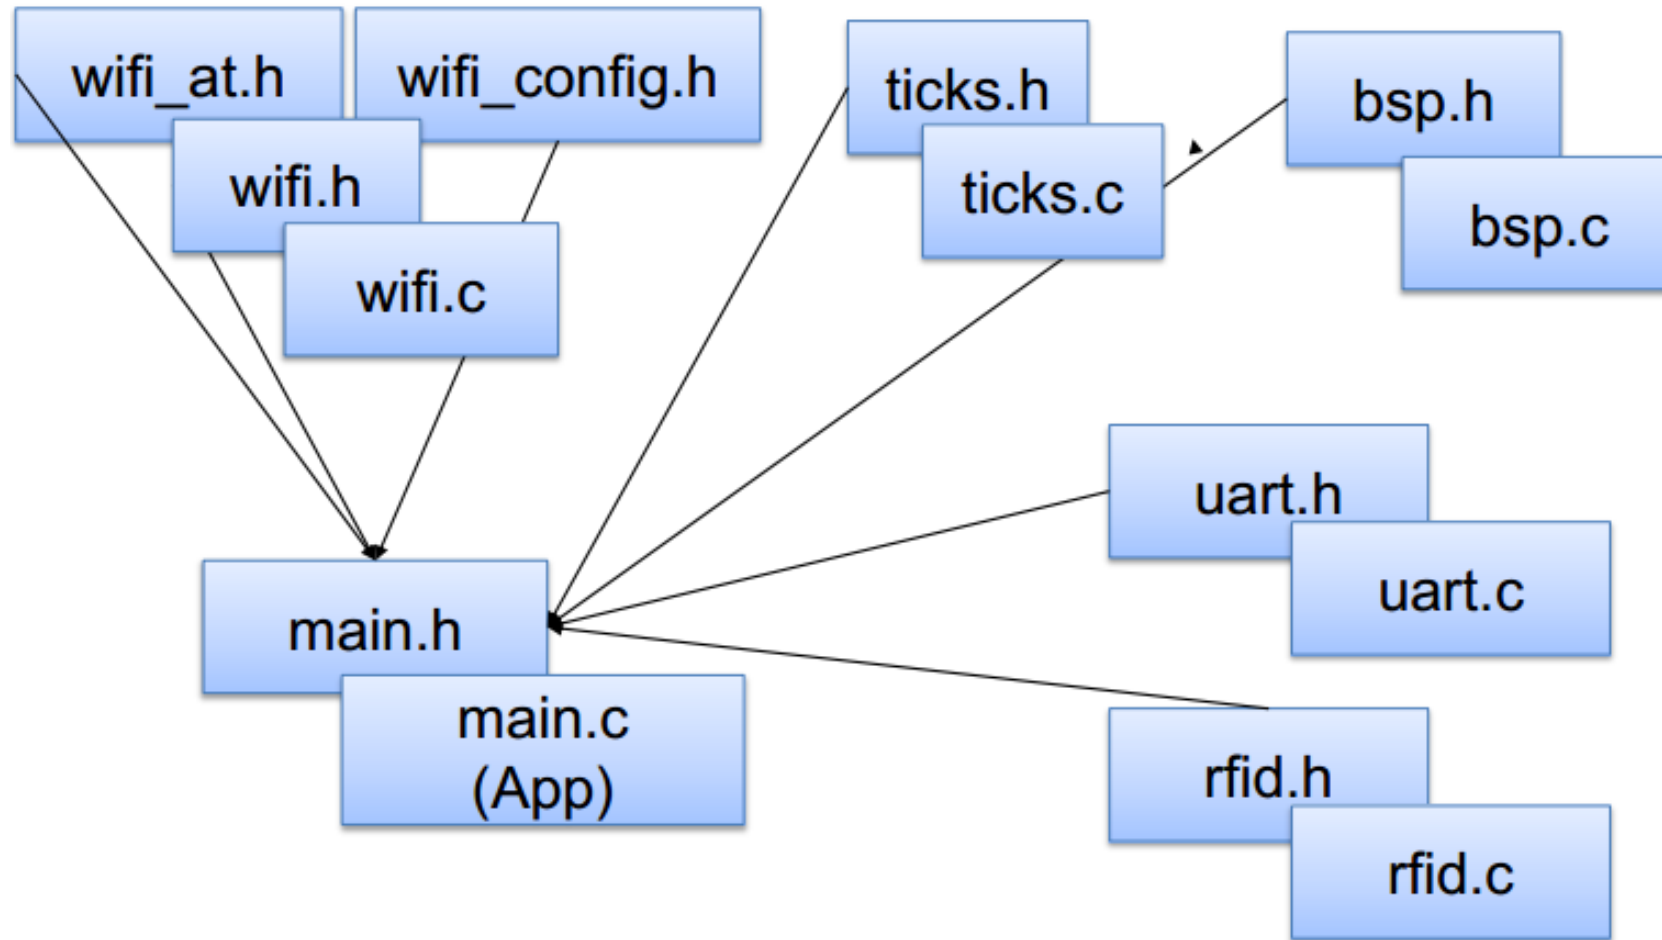 wifi_at.h
wifi_config.h
wifi.h
wifi.c
ticks.h
ticks.c
bsp.h
bsp.c
uart.h
uart.c
main.h
main.c
(App)
rfid.h
rfid.c